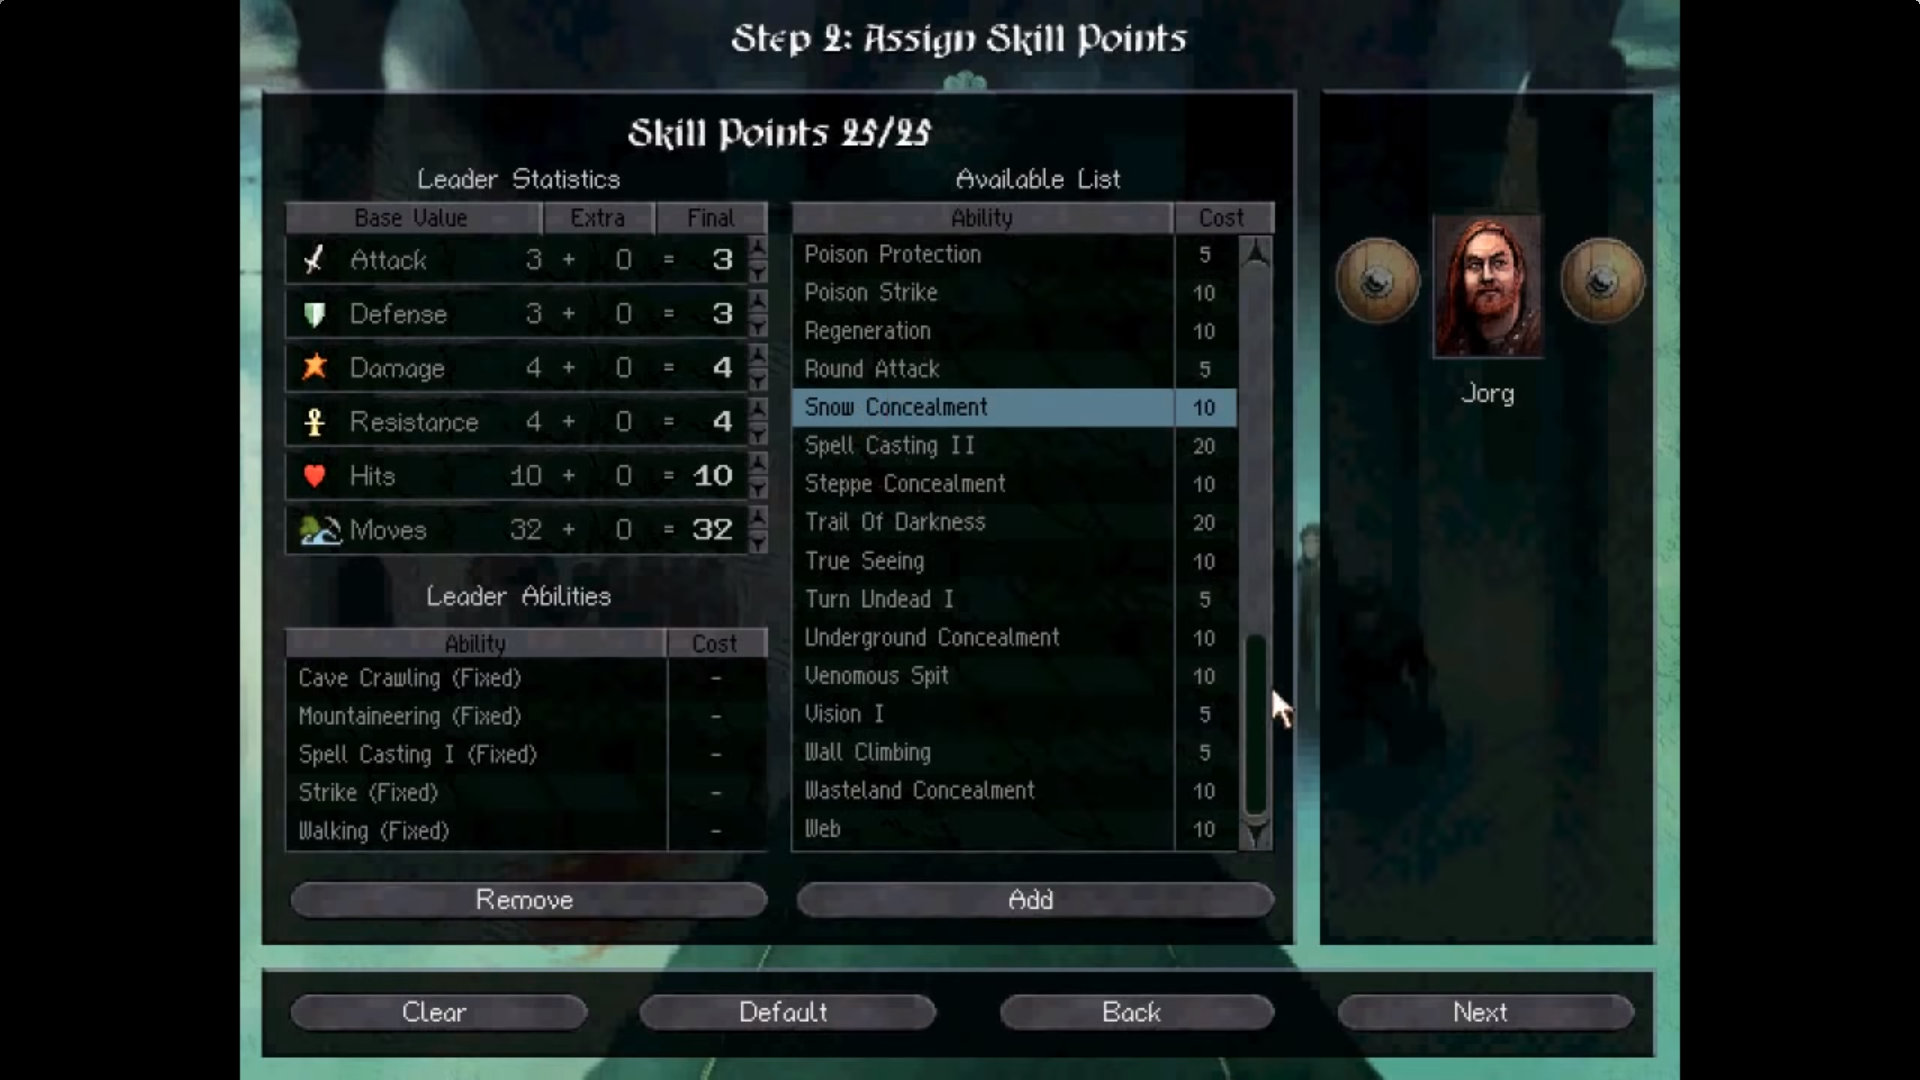 Step 2: Assign Skill Points
Skill Points 25/25
Leader Statistics
Base Value Extra Final
Attack 3 + 0 = 3
Defense 3 + 0 = 3
Damage 4 + 0 = 4
Resistance 4 + 0 = 4
Hits 10 + 0 = 10
Moves 32 + 0 = 32
Leader Abilities
Ability Cost
Cave Crawling (Fixed) -
Mountaineering (Fixed) -
Spell Casting I (Fixed) -
Strike (Fixed) -
Walking (Fixed) -
Remove
Available List
Ability Cost
Poison Protection 5
Poison Strike 10
Regeneration 10
Round Attack 5
Snow Concealment 10
Spell Casting II 20
Steppe Concealment 10
Trail Of Darkness 20
True Seeing 10
Turn Undead I 5
Underground Concealment 10
Venomous Spit 10
Vision I 5
Wall Climbing 5
Wasteland Concealment 10
Web 10
Add
Jorg
Clear Default Back Next